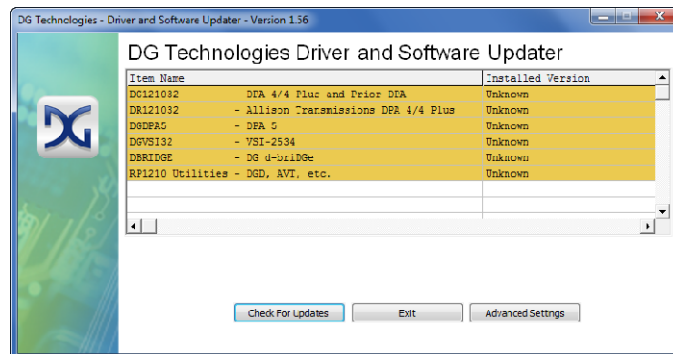 DG Technologies - Driver and Software Updater - Version 1.56
DG Technologies Driver and Software Updater
Item Name Installed Version
DG121032 - DPA 4/4 Plus and Prior DPA Unknown
DR121032 - Allison Transmissions DPA 4/4 Plus Unknown
DGDPA5 - DPA 5 Unknown
DGVSI32 - VSI-2534 Unknown
DBRIDGE - DG d-briDGe Unknown
RP1210 Utilities - DGD, AVT, etc. Unknown
DG
Check For Updates Exit Advanced Settings